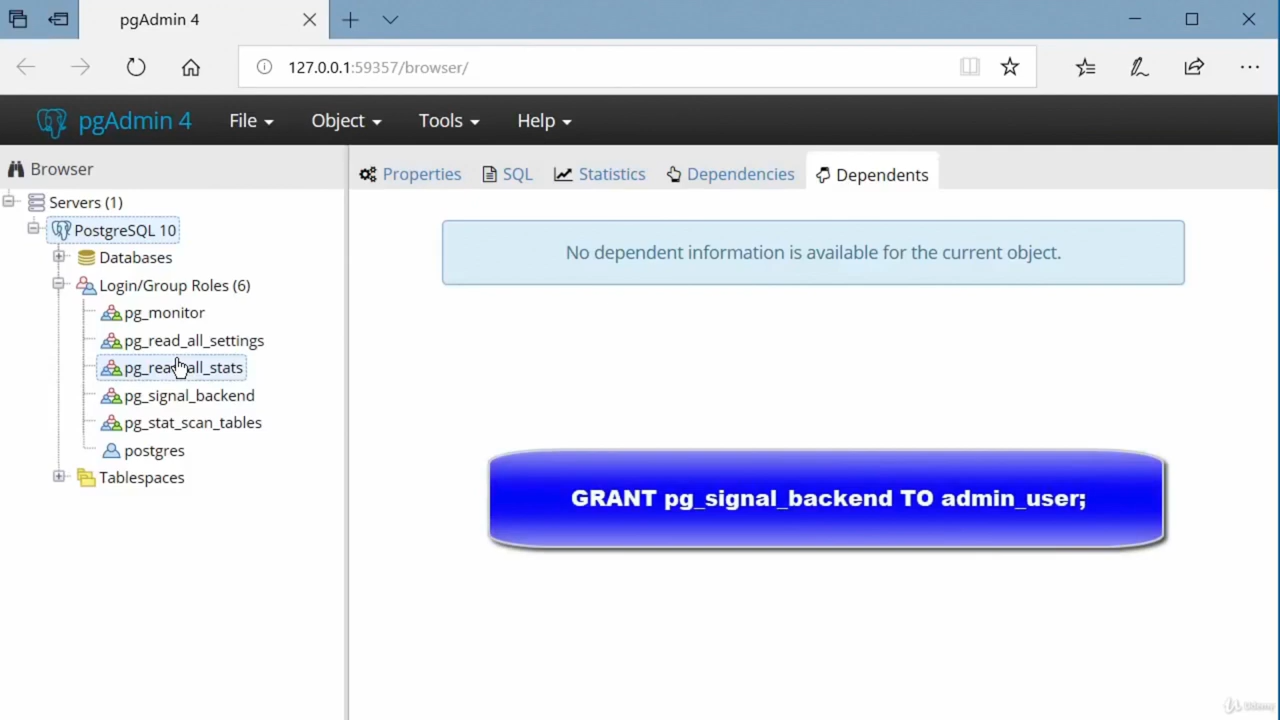 pgAdmin 4
127.0.0.1:59357/browser/
pgAdmin 4 File Object Tools Help
Browser
Properties SQL Statistics Dependencies Dependents
Servers (1)
PostgreSQL 10
Databases
Login/Group Roles (6)
pg_monitor
pg_read_all_settings
pg_read_all_stats
pg_signal_backend
pg_stat_scan_tables
postgres
Tablespaces
No dependent information is available for the current object.
GRANT pg_signal_backend TO admin_user;
Udemy